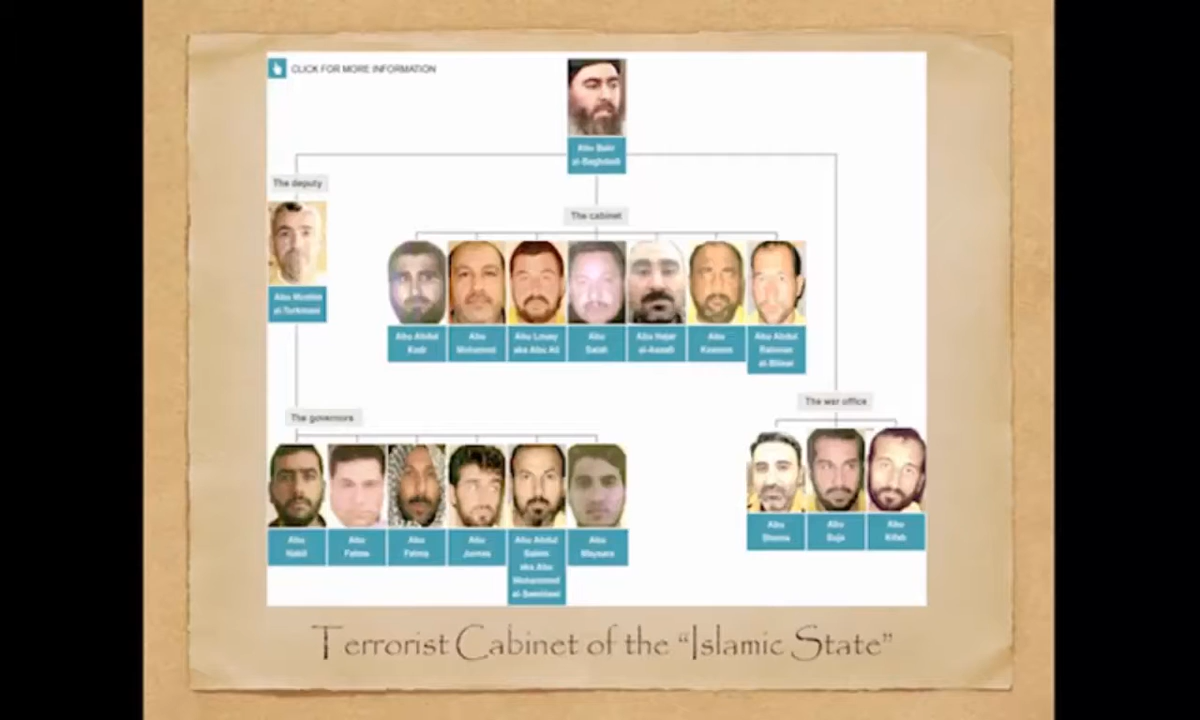 CLICK FOR MORE INFORMATION
Abu Bakr
al-Baghdadi
The deputy
The cabinet
Abu Muslim
al-Turkmani
Abu Abdul
Kadr
Abu
Mohammed
Abu Louay
aka Abu Ali
Abu
Salah
Abu Hajar
al-Assafi
Abu
Kassem
Abu Abdul
Rahman
al-Bilawi
The war office
The governors
Abu
Nabil
Abu
Fatma
Abu
Fatma
Abu
Jurnas
Abu Abdul
Salem
aka Abu
Mohammed
al-Sweidawi
Abu
Maysara
Abu
Shema
Abu
Suja
Abu
Kifah
Terrorist Cabinet of the “Islamic State”